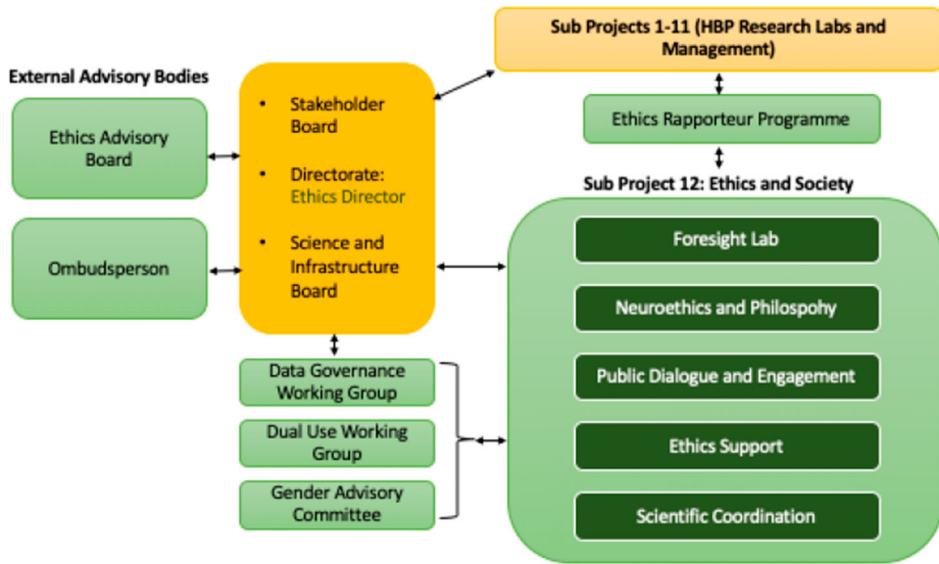 Sub Projects 1-11 (HBP Research Labs and
Management)
External Advisory Bodies
Ethics Advisory
Board
Ombudsperson
• Stakeholder
Board
• Directorate:
Ethics Director
• Science and
Infrastructure
Board
Ethics Rapporteur Programme
Sub Project 12: Ethics and Society
Foresight Lab
Neuroethics and Philospohy
Public Dialogue and Engagement
Ethics Support
Scientific Coordination
Data Governance
Working Group
Dual Use Working
Group
Gender Advisory
Committee